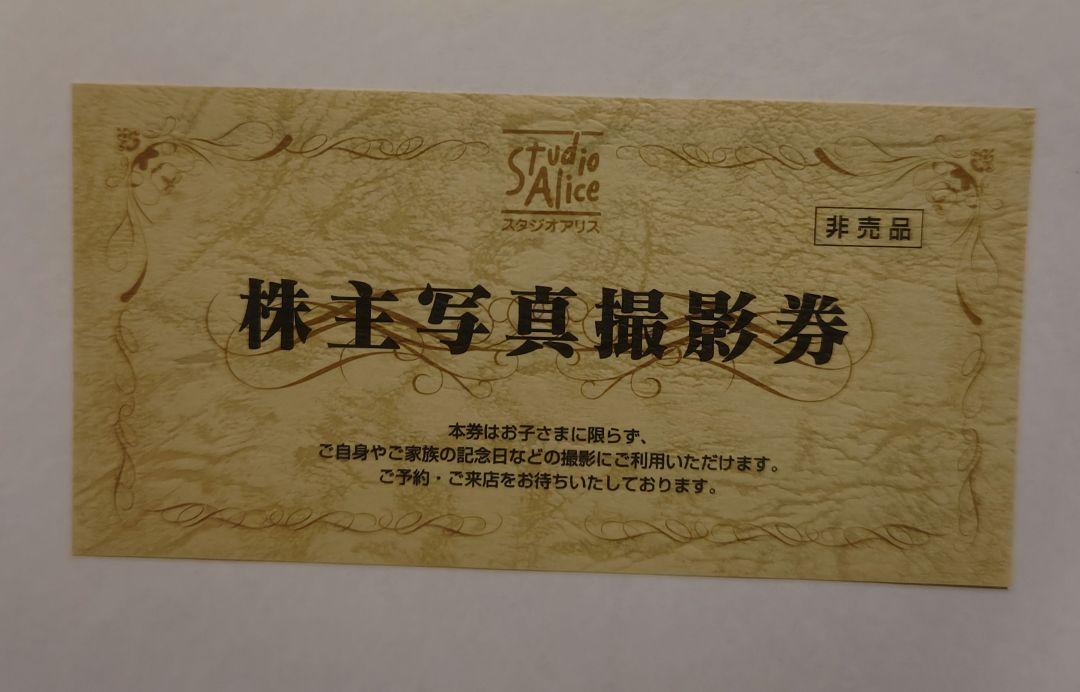 Studio
Alice
スタジオアリス
非売品
株主写真撮影券
本券はお子さまに限らず、
ご自身やご家族の記念日などの撮影にご利用いただけます。
ご予約・ご来店をお待ちいたしております。